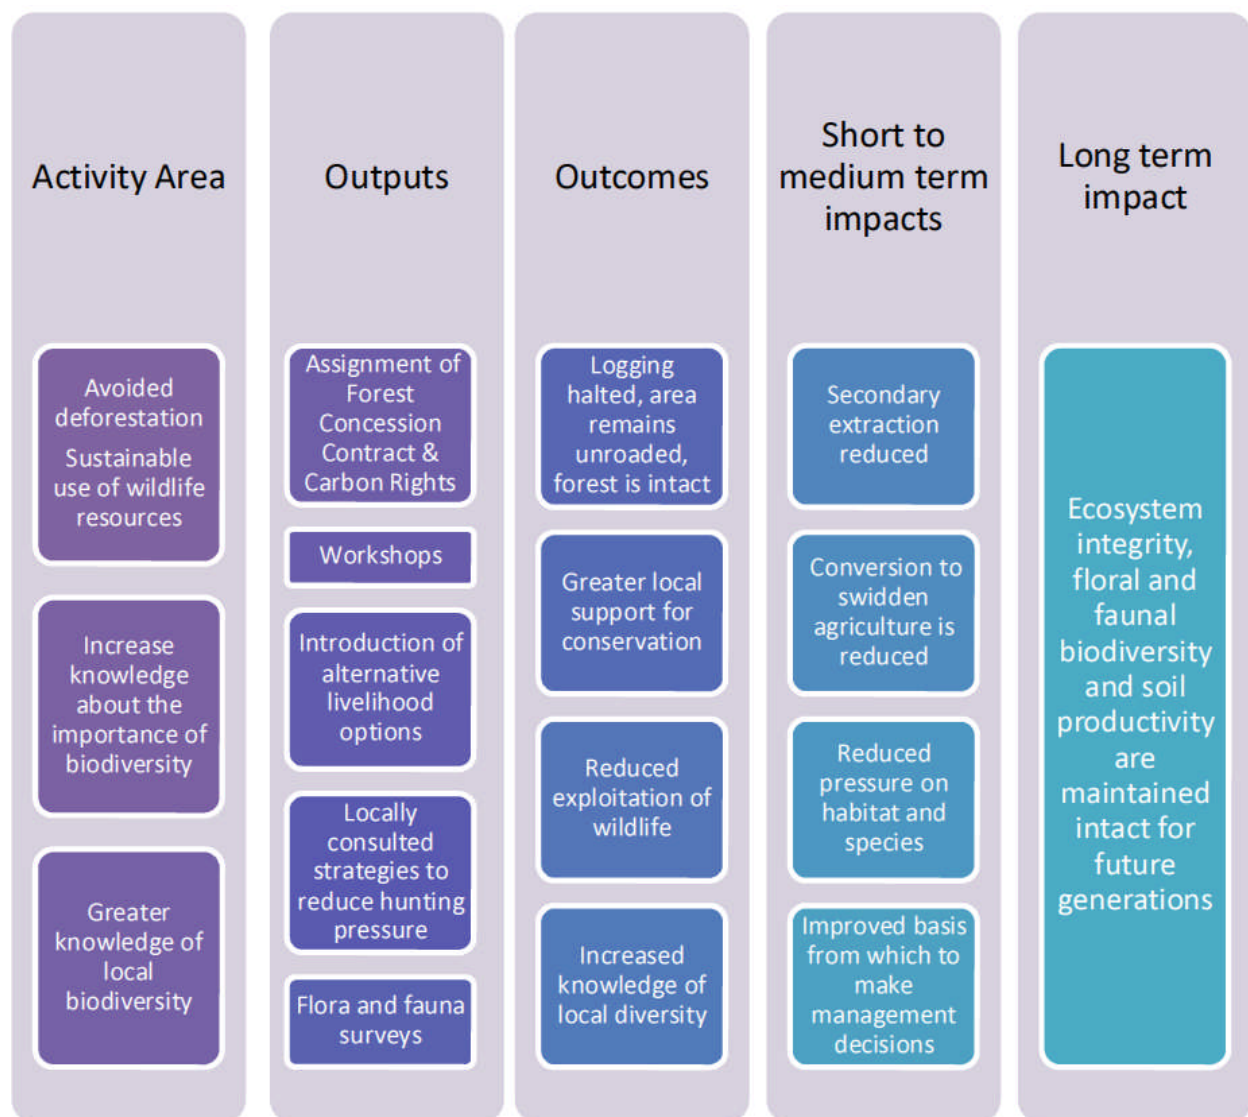 Activity Area
Avoided
deforestation
Sustainable
use of wildlife
resources
Increase
knowledge
about the
importance of
biodiversity
Greater
knowledge of
local
biodiversity
Outputs
Assignment of
Forest
Concession
Contract &
Carbon Rights
Workshops
Introduction of
alternative
livelihood
options
Locally
consulted
strategies to
reduce hunting
pressure
Flora and fauna
surveys
Outcomes
Logging
halted, area
remains
unroaded,
forest is intact
Greater local
support for
conservation
Reduced
exploitation of
wildlife
Increased
knowledge of
local diversity
Short to
medium term
impacts
Secondary
extraction
reduced
Conversion to
swidden
agriculture is
reduced
Reduced
pressure on
habitat and
species
Improved basis
from which to
make
management
decisions
Long term
impact
Ecosystem
integrity,
floral and
faunal
biodiversity
and soil
productivity
are
maintained
intact for
future
generations